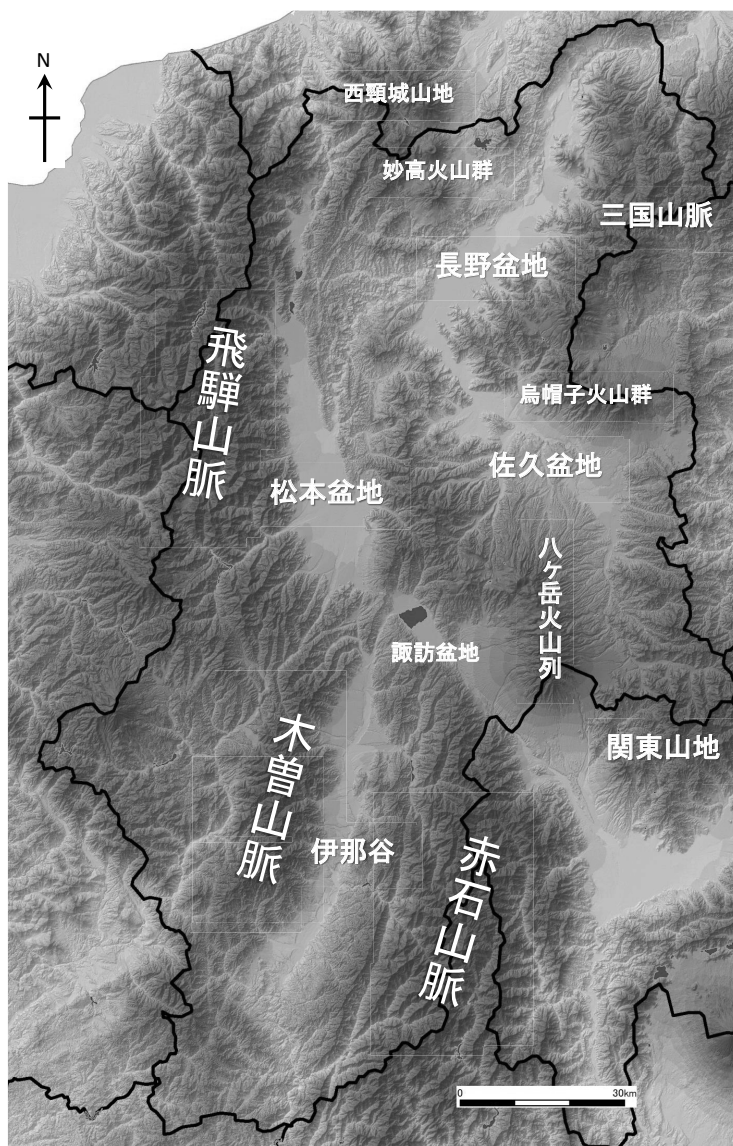 N
西頸城山地
妙高火山群
三国山脈
長野盆地
飛騨山脈
烏帽子火山群
佐久盆地
松本盆地
八ヶ岳火山列
諏訪盆地
木曽山脈
関東山地
伊那谷
赤石山脈
0 30km